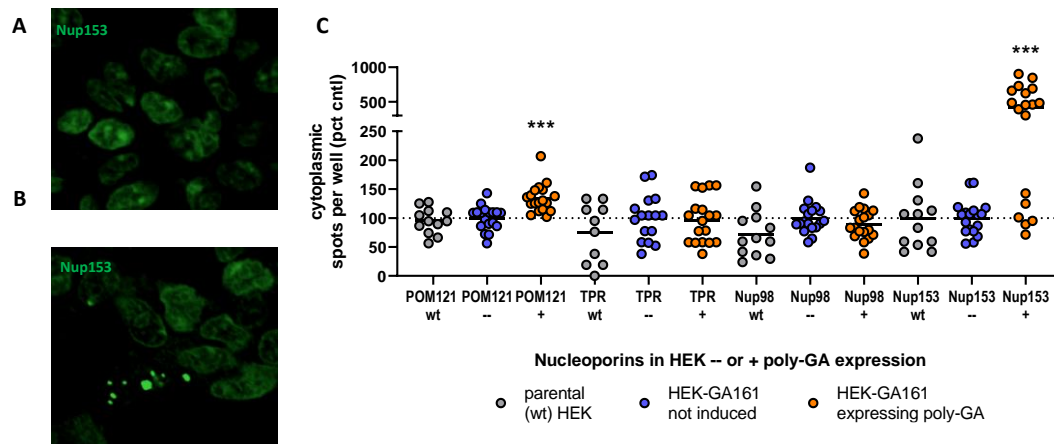 A
Nup153
B
Nup153
C
cytoplasmic
spots per well (pct cntl)
1000
500
250
200
150
100
50
0
***
***
POM121 POM121 POM121 TPR TPR TPR Nup98 Nup98 Nup98 Nup153 Nup153 Nup153
wt -- + wt -- + wt -- + wt -- +
Nucleoporins in HEK -- or + poly-GA expression
parental
(wt) HEK
HEK-GA161
not induced
HEK-GA161
expressing poly-GA